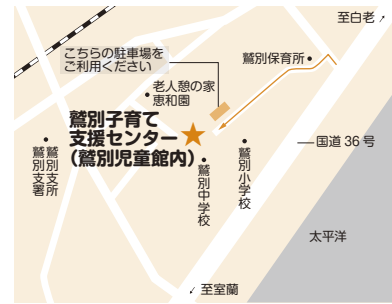 至白老
こちらの駐車場を
ご利用ください
鷲別保育所
老人憩の家
恵和園
鷲別子育て
支援センター
（鷲別児童館内）
国道36号
鷲別支所
鷲別支署
鷲別中学校
鷲別小学校
太平洋
至室蘭